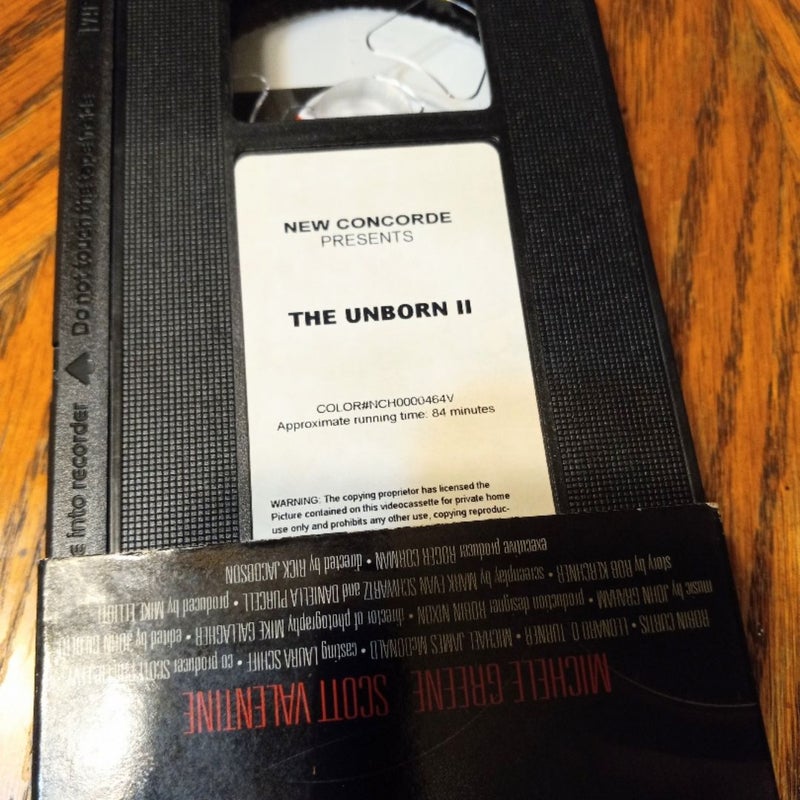 Do not touch the tape inside
into recorder
NEW CONCORDE
PRESENTS
THE UNBORN II
COLOR#NCH0000464V
Approximate running time: 84 minutes
WARNING: The copying proprietor has licensed the
Picture contained on this videocassette for private home
use only and prohibits any other use, copying reproduc-
MICHELE GREENE SCOTT VALENTINE
ROBIN CURTIS • LEONARD O. TURNER • MICHAEL JAMES McDONALD • casting LAURA SCHIFF • co producer SCOTT
music by JOHN GRAHAM • production designer ROBIN NIXON • director of photography MIKE GALLAGHER • edited by JOHN GILBERT
story by ROB KERCHNER • screenplay by MARK EVAN SCHWARTZ and DANIELLA PURCELL • produced by MIKE ELLIOTT
executive producer ROGER CORMAN • directed by RICK JACOBSON